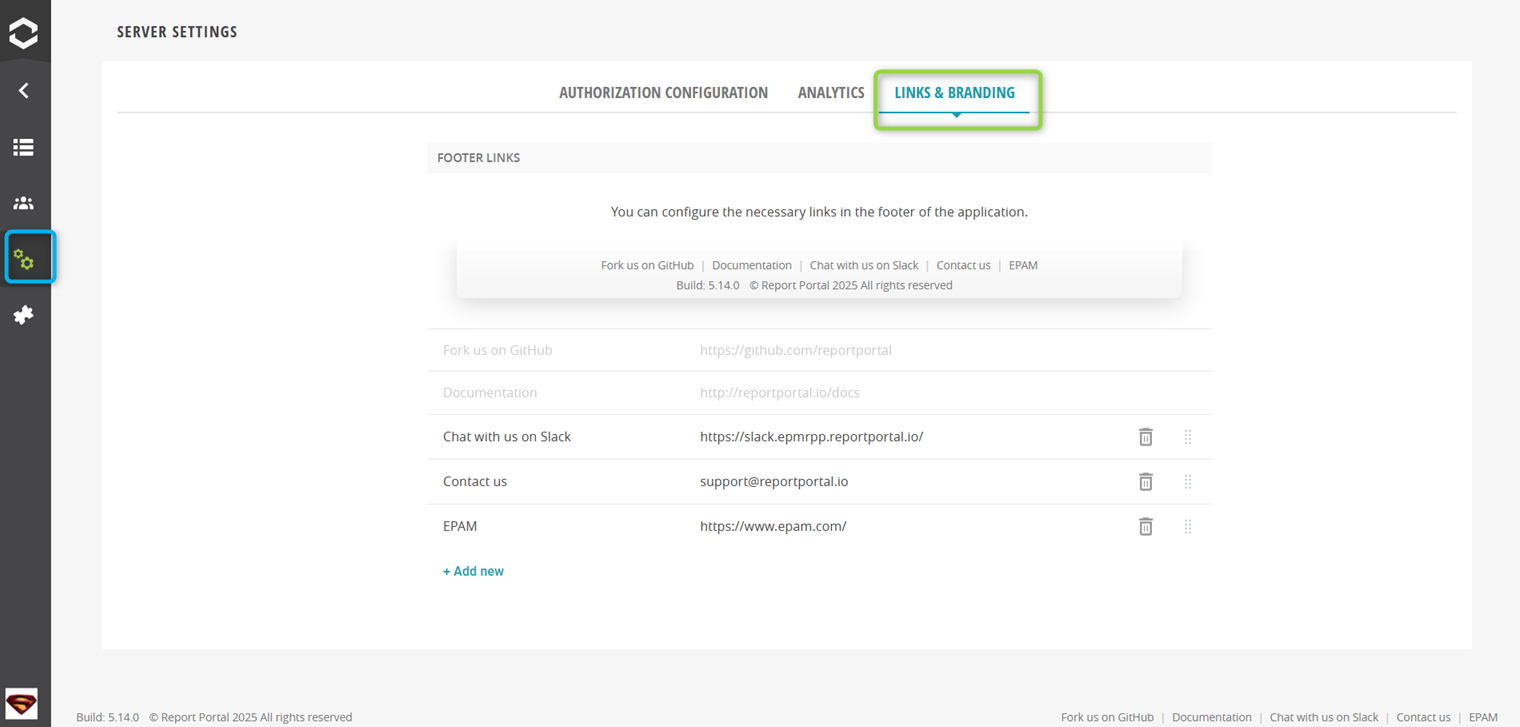 SERVER SETTINGS
AUTHORIZATION CONFIGURATION ANALYTICS LINKS & BRANDING
FOOTER LINKS
You can configure the necessary links in the footer of the application.
Fork us on GitHub | Documentation | Chat with us on Slack | Contact us | EPAM
Build: 5.14.0 © Report Portal 2025 All rights reserved
Fork us on GitHub https://github.com/reportportal
Documentation http://reportportal.io/docs
Chat with us on Slack https://slack.epmrpp.reportportal.io/
Contact us support@reportportal.io
EPAM https://www.epam.com/
+ Add new
Build: 5.14.0 © Report Portal 2025 All rights reserved Fork us on GitHub | Documentation | Chat with us on Slack | Contact us | EPAM